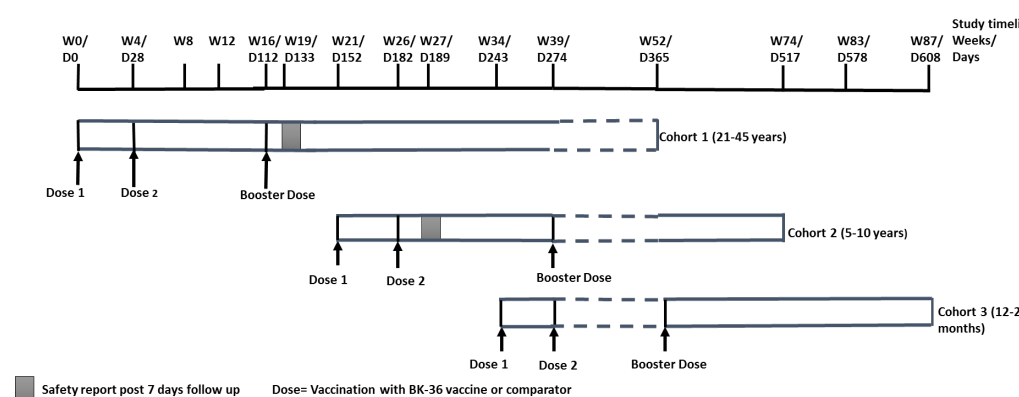 Study timeli
W0/ W4/ W8 W12 W16/ W19/ W21/ W26/ W27/ W34/ W39/ W52/ W74/ W83/ W87/ Weeks/
D0 D28 D112 D133 D152 D182 D189 D243 D274 D365 D517 D578 D608 Days
Cohort 1 (21-45 years)
Dose 1 Dose 2 Booster Dose
Cohort 2 (5-10 years)
Dose 1 Dose 2 Booster Dose
Cohort 3 (12-2
months)
Dose 1 Dose 2 Booster Dose
Safety report post 7 days follow up Dose= Vaccination with BK-36 vaccine or comparator